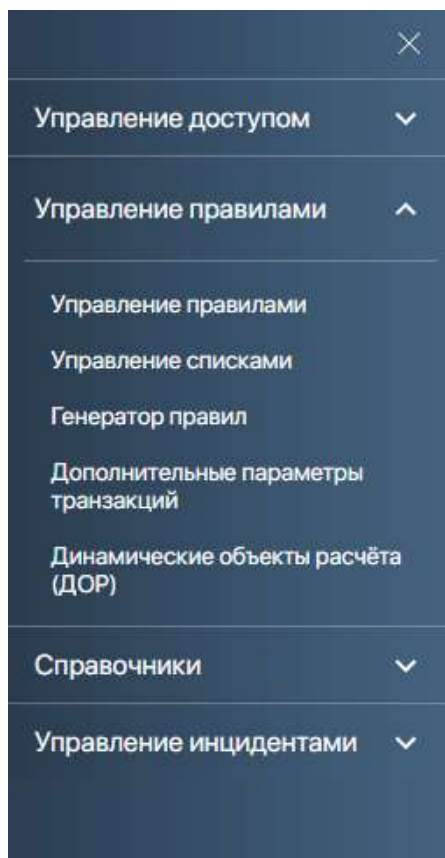 Управление доступом
Управление правилами
Управление правилами
Управление списками
Генератор правил
Дополнительные параметры
транзакций
Динамические объекты расчёта
(ДОР)
Справочники
Управление инцидентами